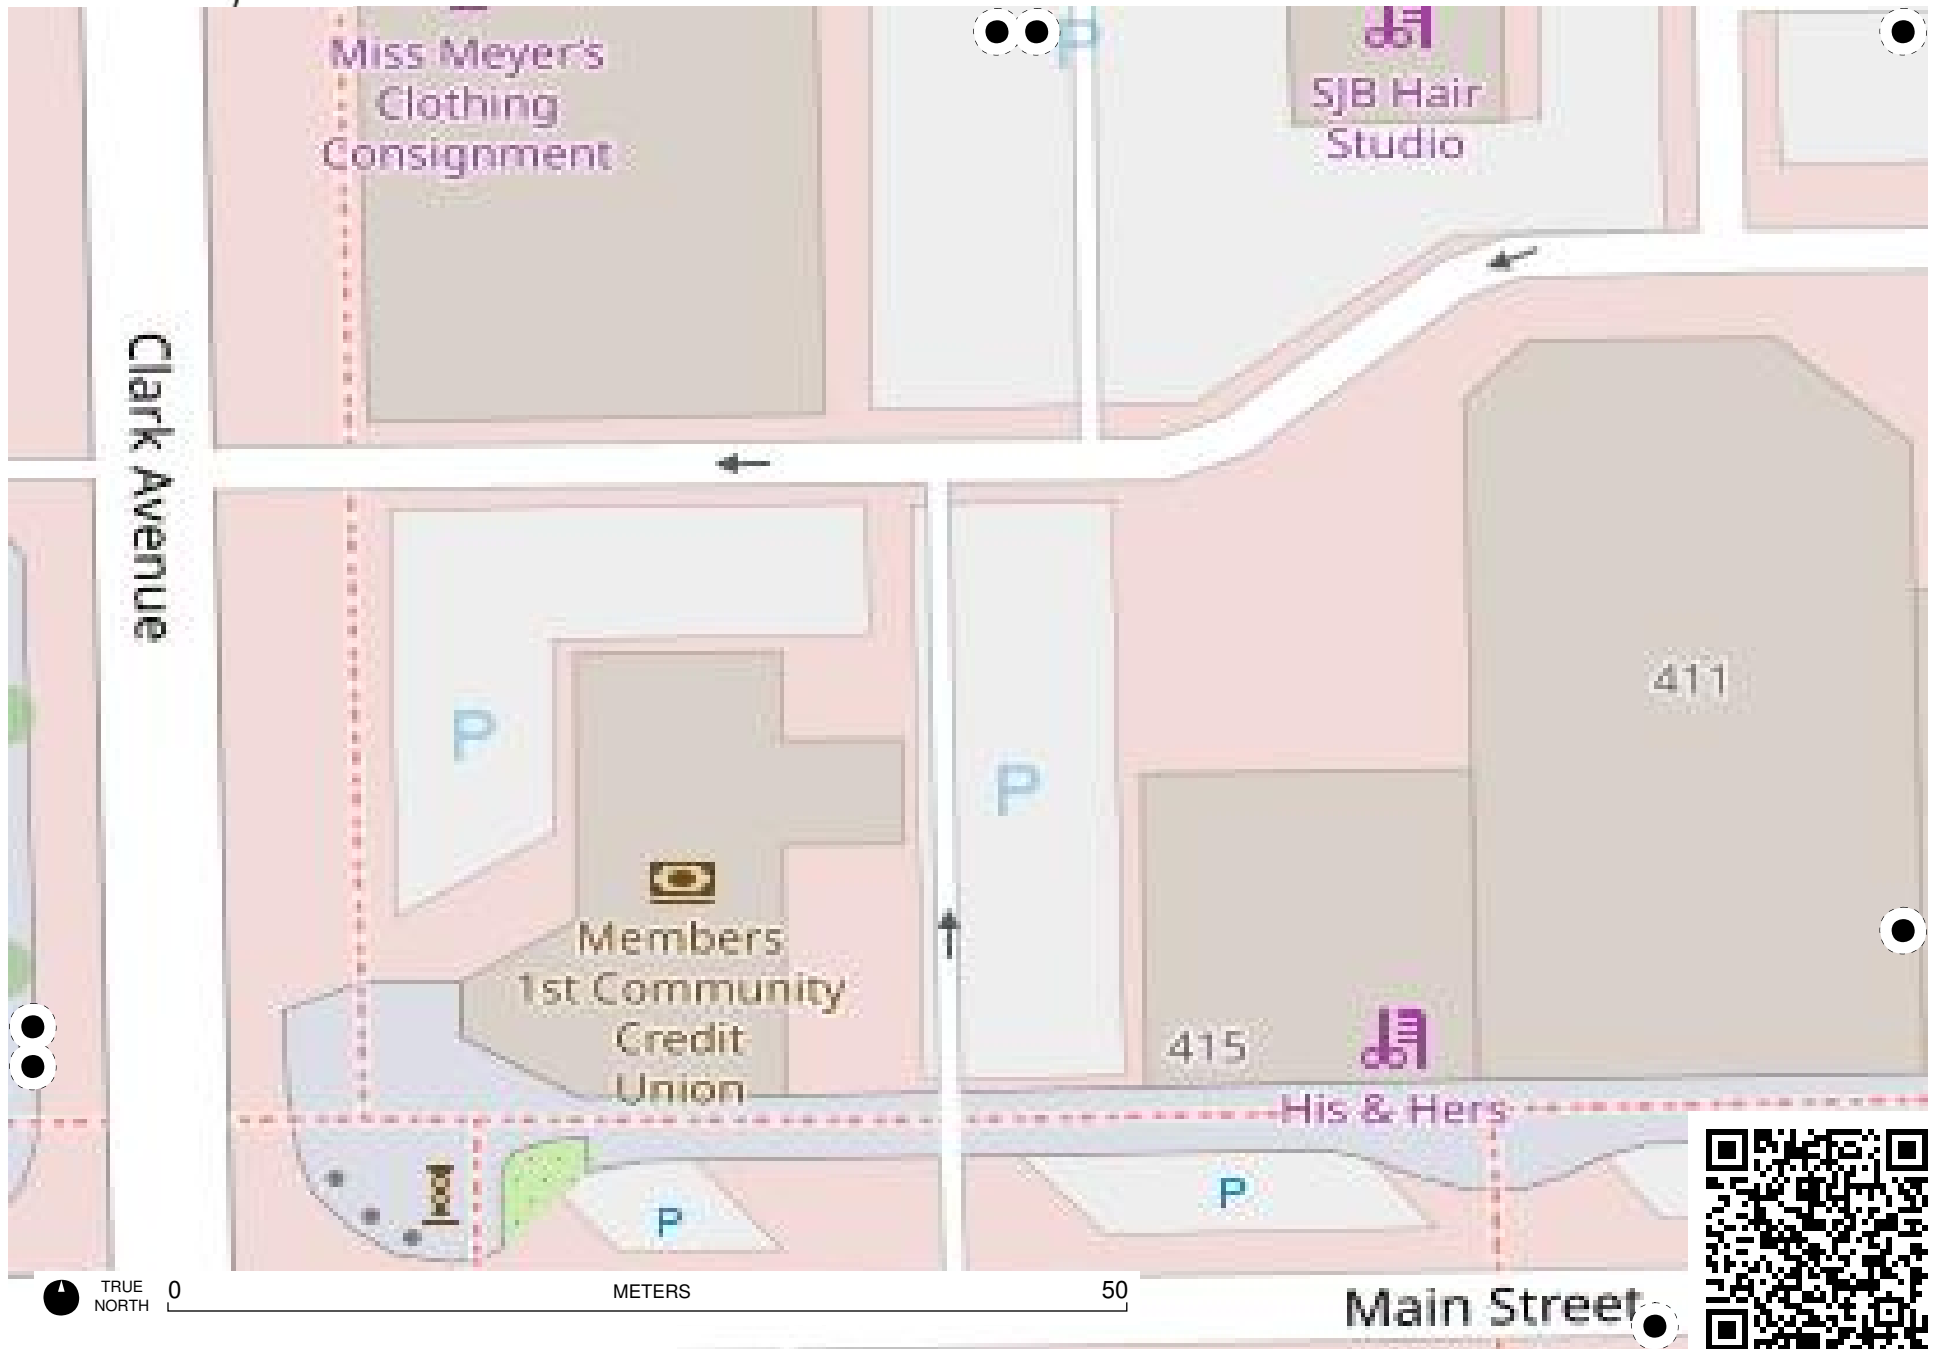 Miss Meyer's
Clothing
Consignment
P
SJB Hair
Studio
Clark Avenue
411
P
P
Members
1st Community
Credit
Union
415
His & Hers
P
P
TRUE
NORTH
0
METERS
50
Main Street